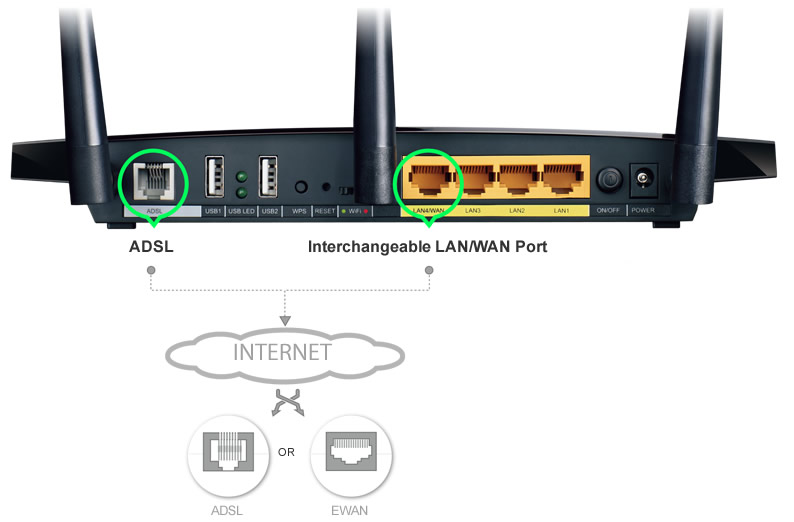 ADSL
USB1
USB LED
USB2
WPS
RESET
WiFi
LAN4/WAN
LAN3
LAN2
LAN1
ON/OFF
POWER
ADSL
Interchangeable LAN/WAN Port
INTERNET
OR
ADSL
EWAN